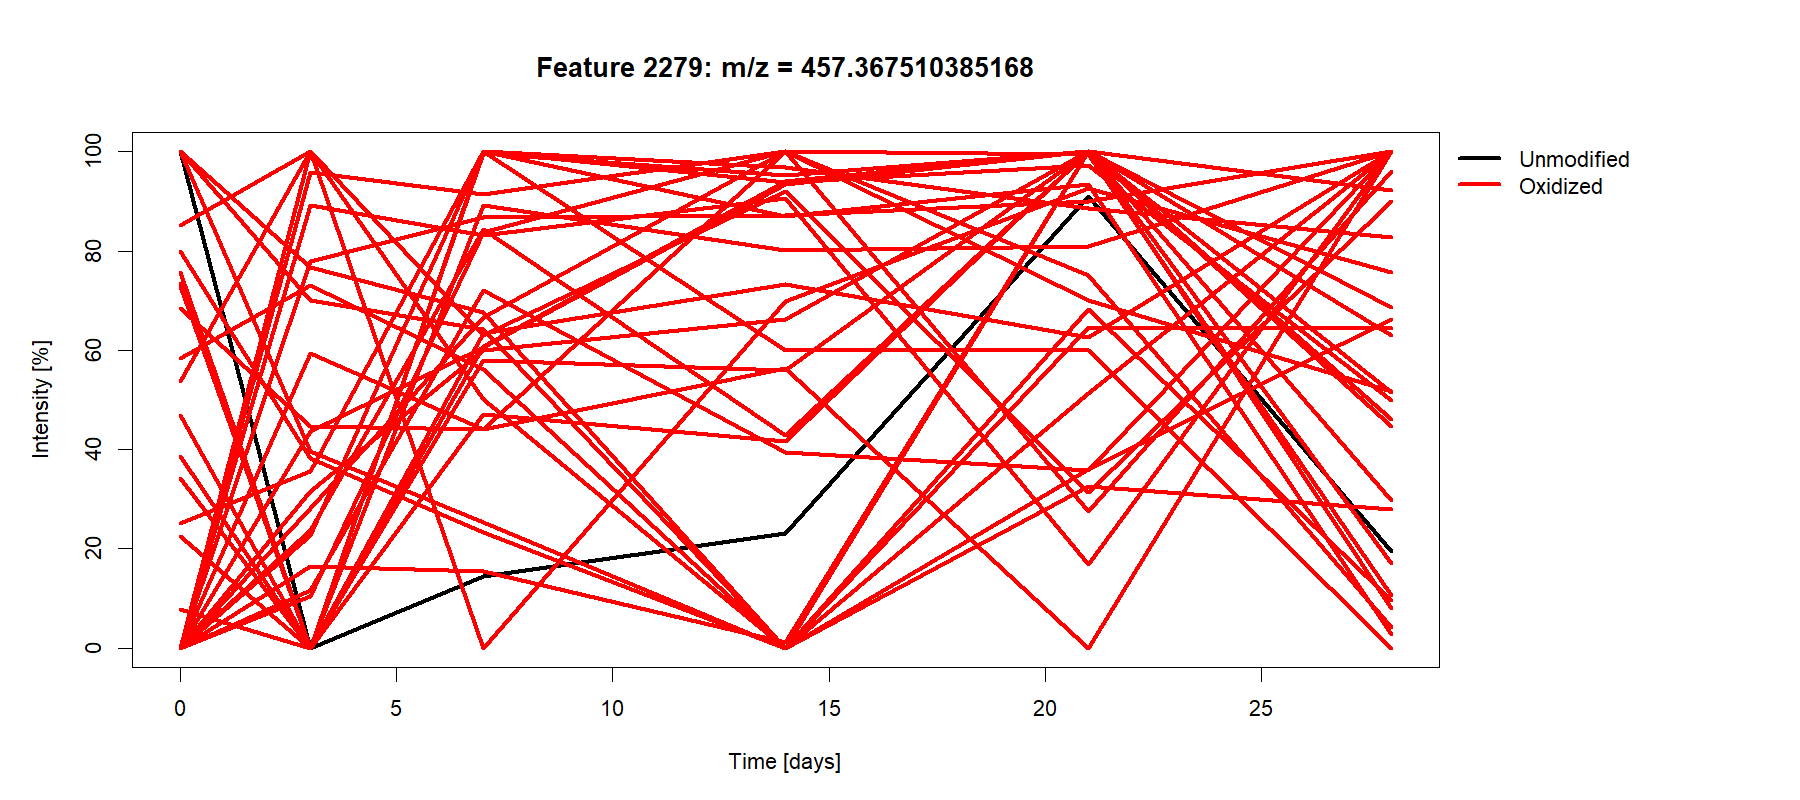 Feature 2279: m/z = 457.367510385168
Unmodified
Oxidized
Intensity [%]
100
80
60
40
20
0
0 5 10 15 20 25
Time [days]